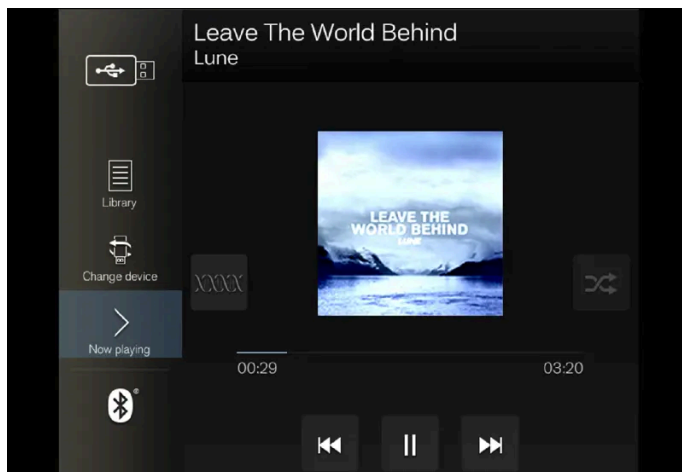 Leave The World Behind
Lune
Library
LEAVE THE
WORLD BEHIND
LUNE
Change device
Now playing
00:29
03:20